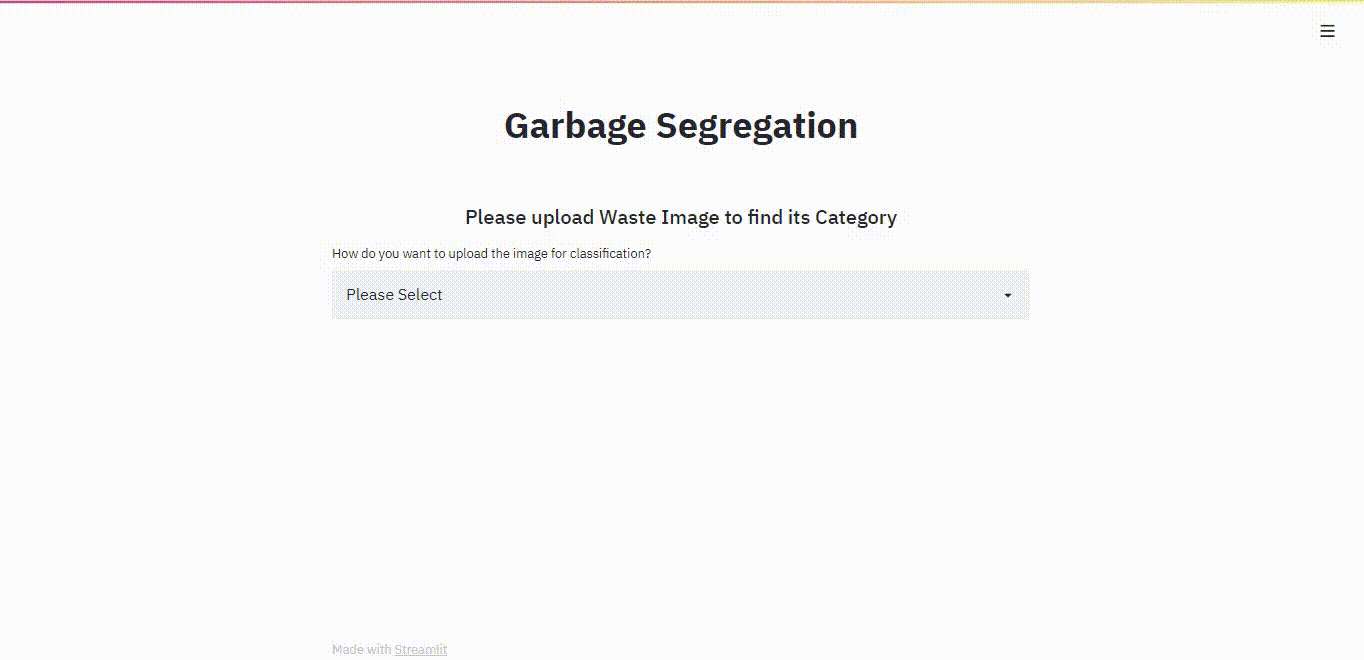 Garbage Segregation
Please upload Waste Image to find its Category
How do you want to upload the image for classification?
Please Select
Made with Streamlit